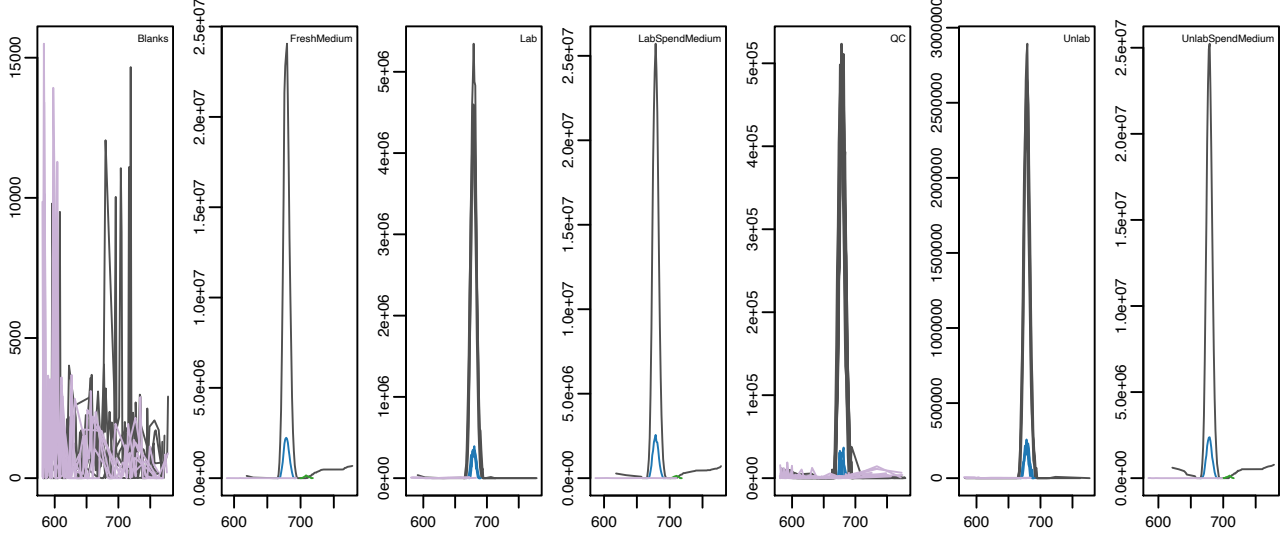 Blanks
0
5000
10000
15000
600
700
FreshMedium
0.0e+00
5.0e+06
1.0e+07
1.5e+07
2.0e+07
2.5e+07
600
700
Lab
0e+00
1e+06
2e+06
3e+06
4e+06
5e+06
600
700
LabSpendMedium
0.0e+00
5.0e+06
1.0e+07
1.5e+07
2.0e+07
2.5e+07
600
700
QC
0e+00
1e+05
2e+05
3e+05
4e+05
5e+05
600
700
Unlab
0
500000
1000000
1500000
2000000
2500000
3000000
600
700
UnlabSpendMedium
0.0e+00
5.0e+06
1.0e+07
1.5e+07
2.0e+07
2.5e+07
600
700